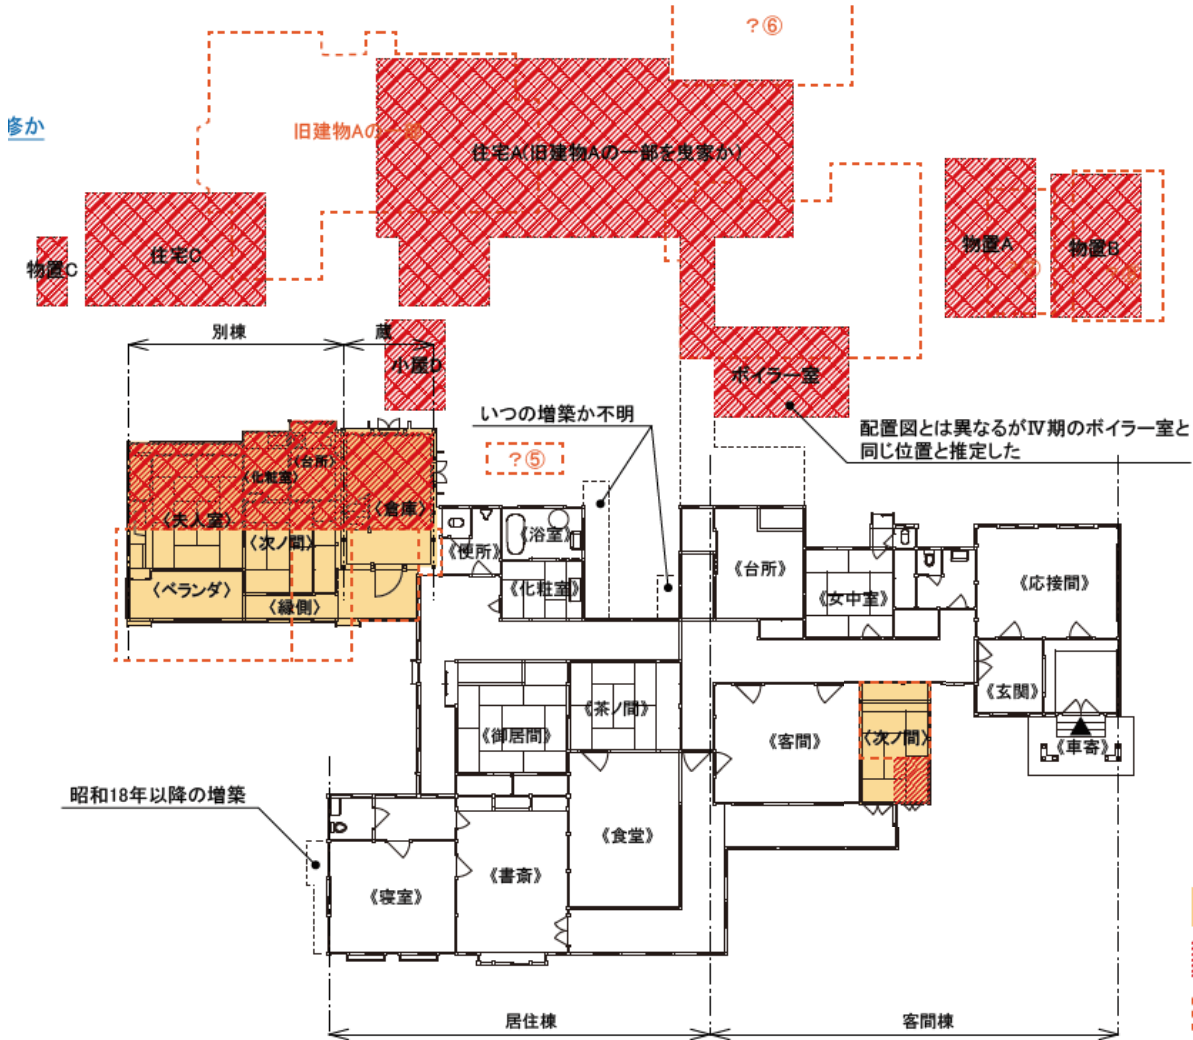 ?⑥
修か
旧建物Aの一部
住宅A(旧建物Aの一部を曳家か)
物置C
住宅C
物置A
物置B
別棟
蔵
小屋D
ボイラー室
いつの増築か不明
配置図とは異なるがⅣ期のボイラー室と
同じ位置と推定した
?⑤
《台所》
《化粧室》
《夫人室》
《倉庫》
《次ノ間》
《ベランダ》
《縁側》
《便所》
《浴室》
《化粧室》
《台所》
《女中室》
《応接間》
《玄関》
《車寄》
《御居間》
《茶ノ間》
《客間》
《次ノ間》
昭和18年以降の増築
《食堂》
《書斎》
《寝室》
居住棟
客間棟